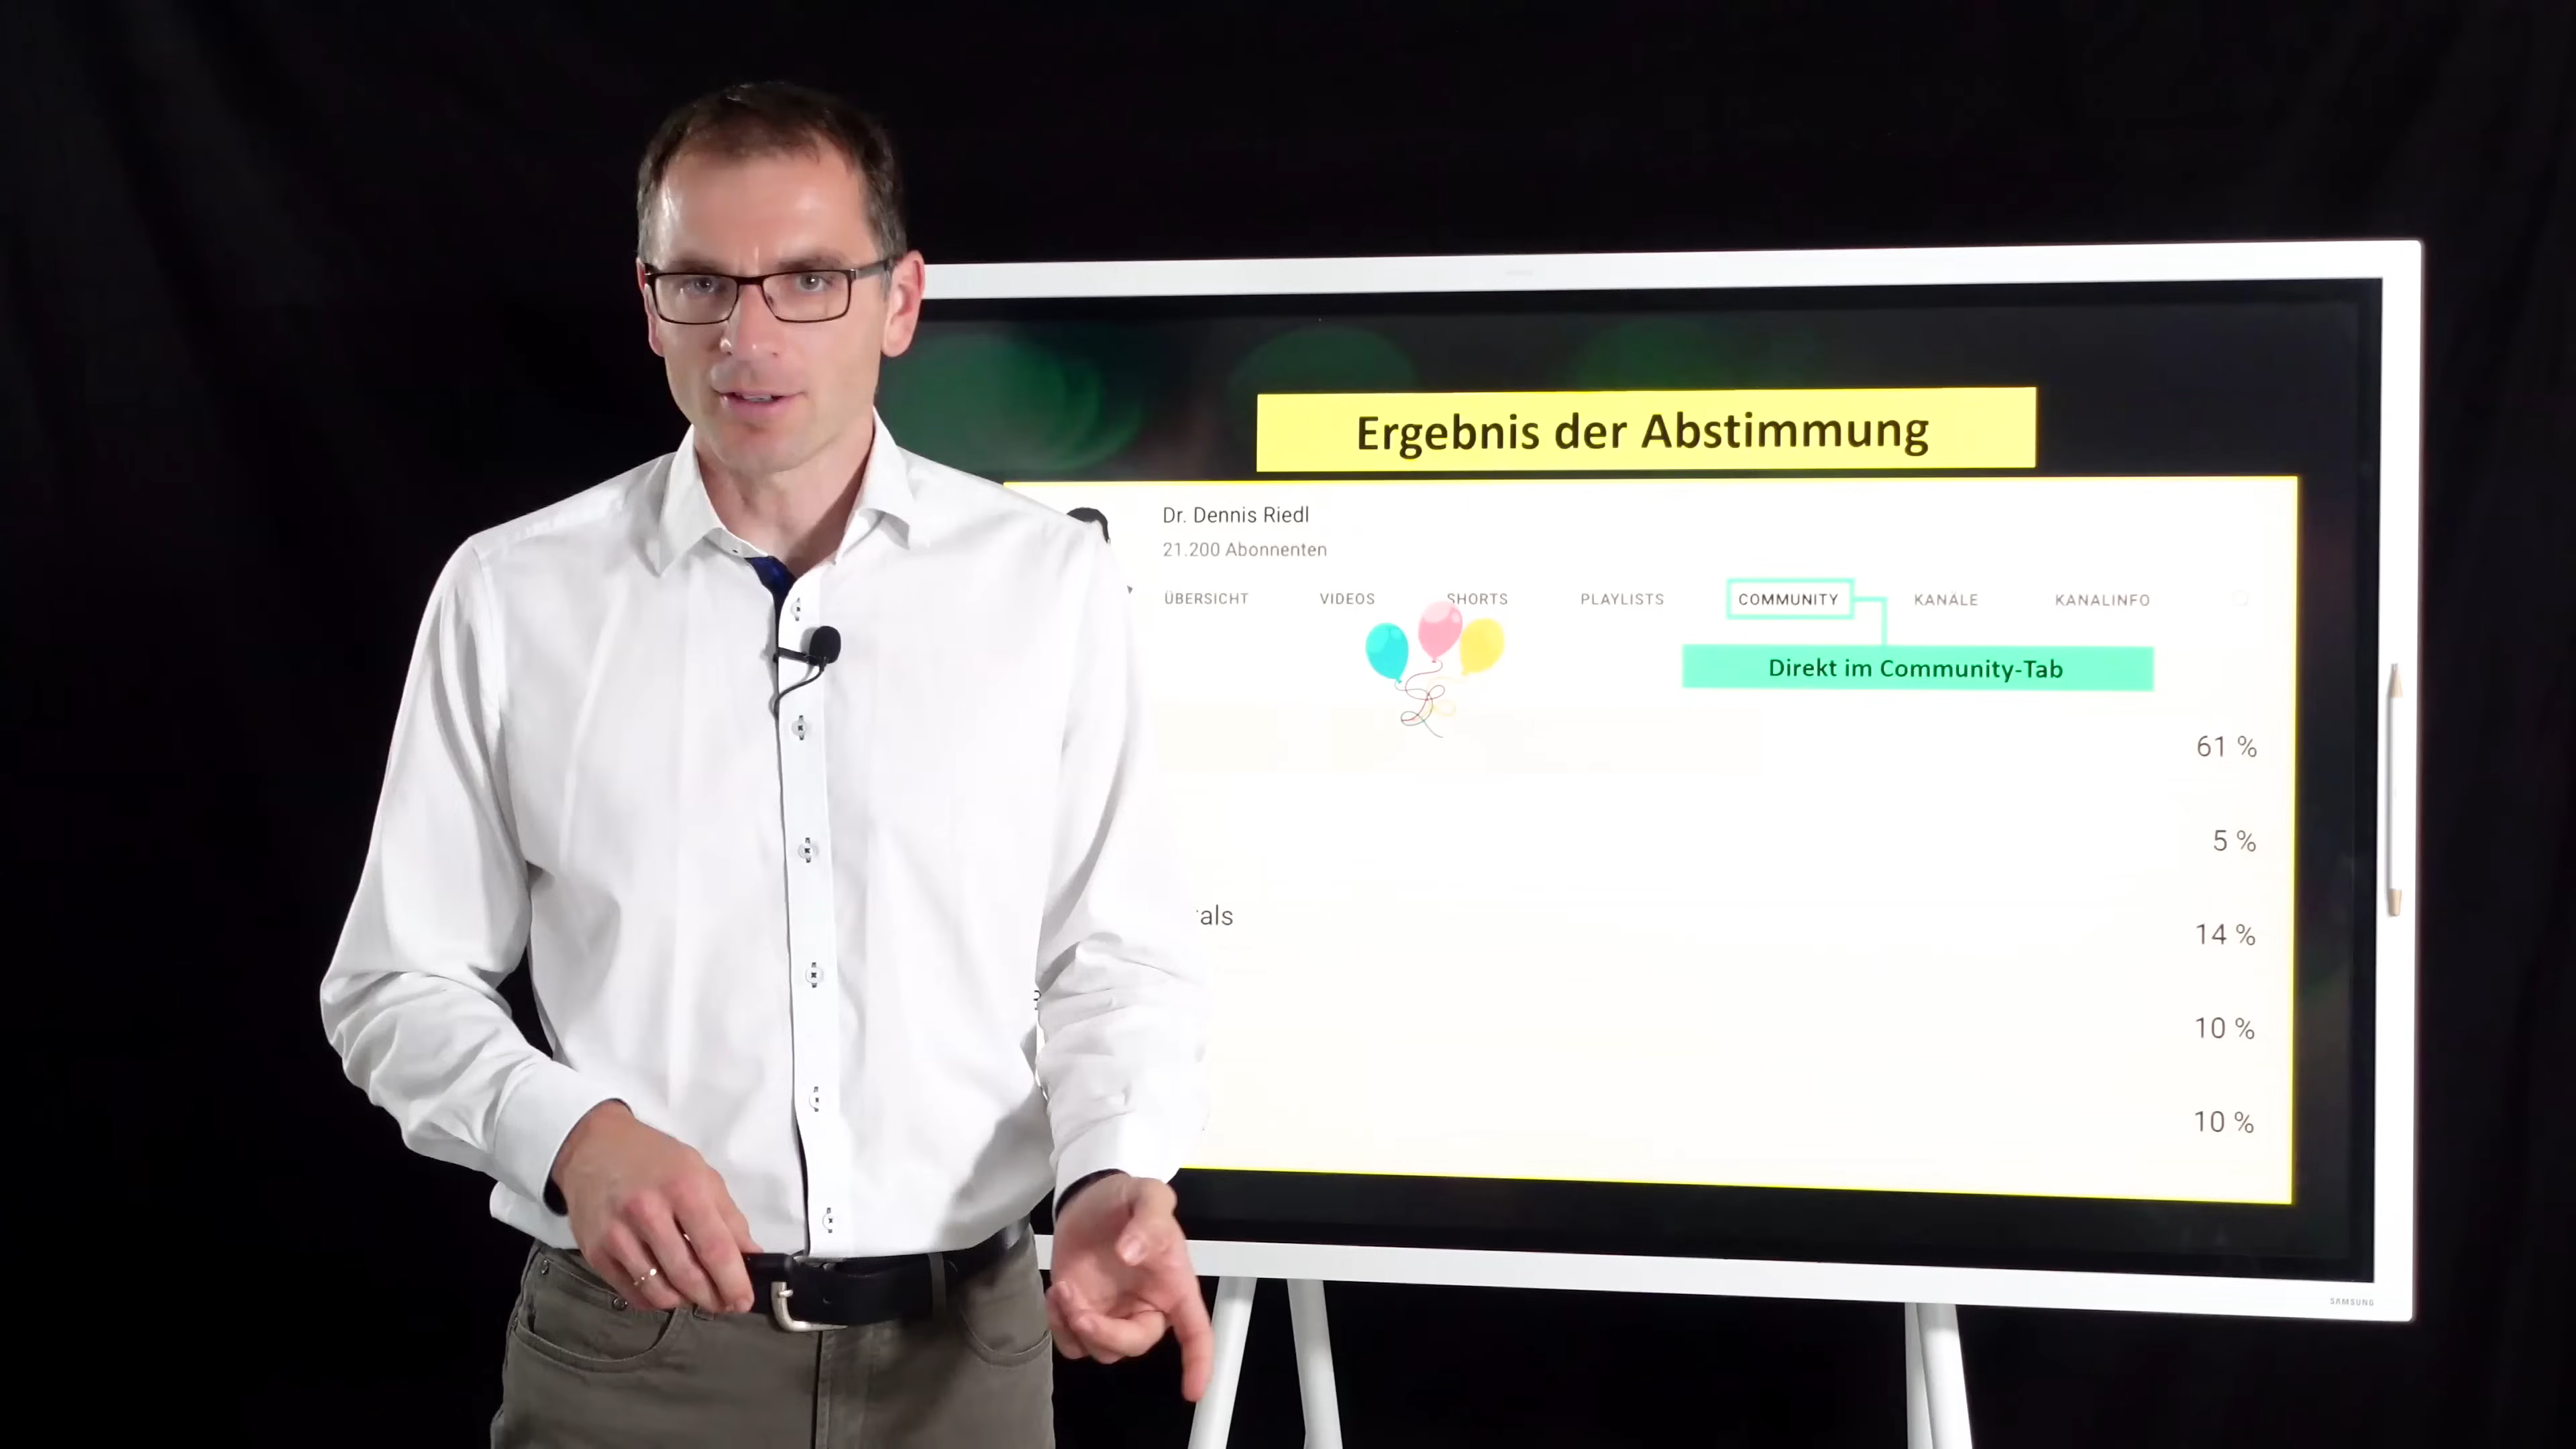 Ergebnis der Abstimmung
Dr. Dennis Riedl
21.200 Abonnenten
ÜBERSICHT VIDEOS SHORTS PLAYLISTS COMMUNITY KANÄLE KANALINFO
Direkt im Community-Tab
61 %
5 %
als
14 %
10 %
10 %
SAMSUNG